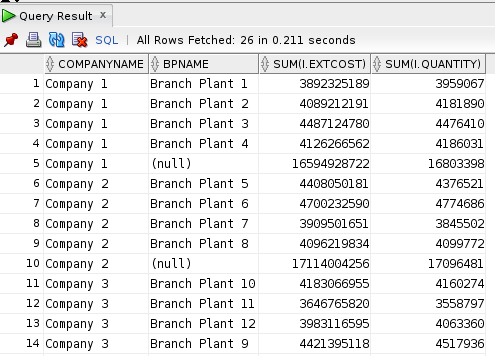 Query Result x
SQL | All Rows Fetched: 26 in 0.211 seconds
COMPANYNAME BPNAME SUM(I.EXTCOST) SUM(I.QUANTITY)
1 Company 1 Branch Plant 1 3892325189 3959067
2 Company 1 Branch Plant 2 4089212191 4181890
3 Company 1 Branch Plant 3 4487124780 4476410
4 Company 1 Branch Plant 4 4126266562 4186031
5 Company 1 (null) 16594928722 16803398
6 Company 2 Branch Plant 5 4408050181 4376521
7 Company 2 Branch Plant 6 4700232590 4774686
8 Company 2 Branch Plant 7 3909501651 3845502
9 Company 2 Branch Plant 8 4096219834 4099772
10 Company 2 (null) 17114004256 17096481
11 Company 3 Branch Plant 10 4183066955 4160274
12 Company 3 Branch Plant 11 3646765820 3558797
13 Company 3 Branch Plant 12 3983116595 4063360
14 Company 3 Branch Plant 9 4421395118 4517936